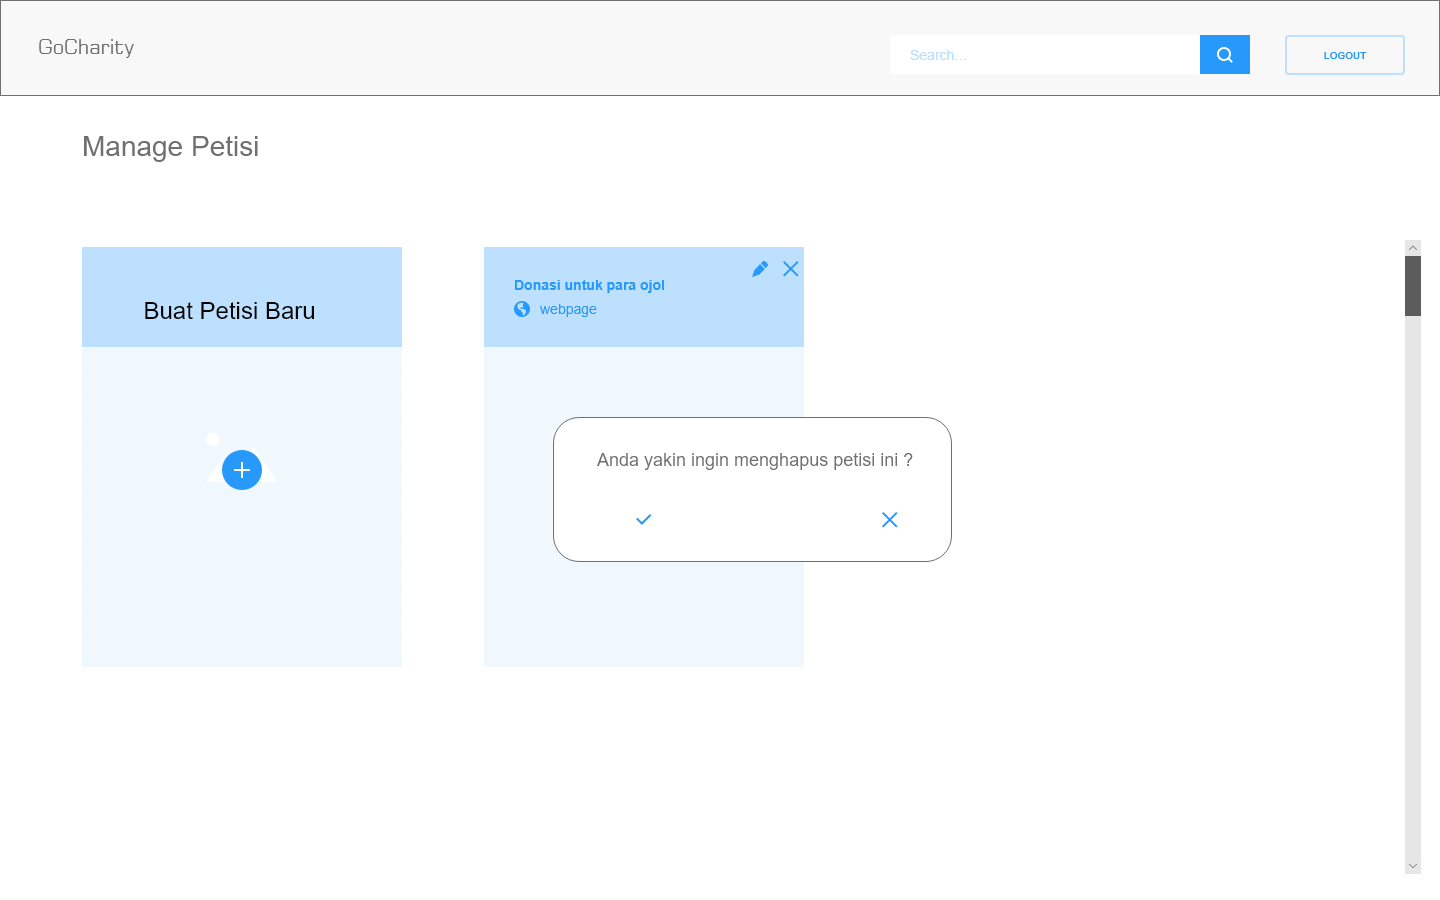 GoCharity
Search...
LOGOUT
Manage Petisi
Buat Petisi Baru
Donasi untuk para ojol
webpage
Anda yakin ingin menghapus petisi ini ?